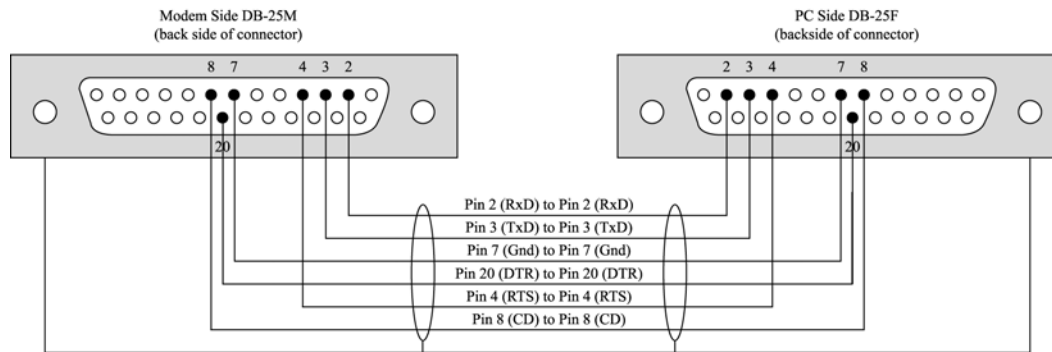 Modem Side DB-25M
(back side of connector)
PC Side DB-25F
(backside of connector)
8 7 4 3 2
2 3 4 7 8
20
20
Pin 2 (RxD) to Pin 2 (RxD)
Pin 3 (TxD) to Pin 3 (TxD)
Pin 7 (Gnd) to Pin 7 (Gnd)
Pin 20 (DTR) to Pin 20 (DTR)
Pin 4 (RTS) to Pin 4 (RTS)
Pin 8 (CD) to Pin 8 (CD)